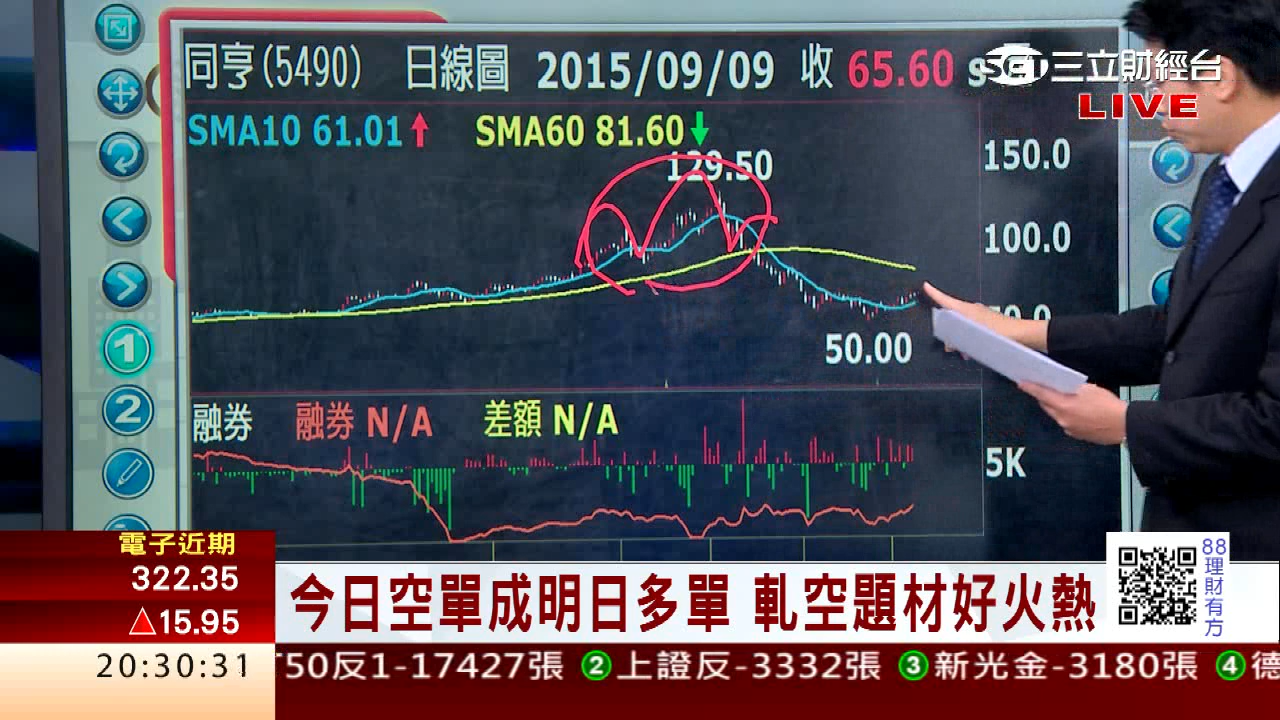 同亨(5490) 日線圖 2015/09/09 收 65.60
三立財經台
LIVE
SMA10 61.01↑ SMA60 81.60↓
129.50
150.0
100.0
50.00
融券 融券 N/A 差額 N/A
5K
1
2
電子近期
322.35
△15.95
20:30:31
今日空單成明日多單 軋空題材好火熱
88理財有方
T50反1-17427張 ②上證反-3332張 ③新光金-3180張 ④德